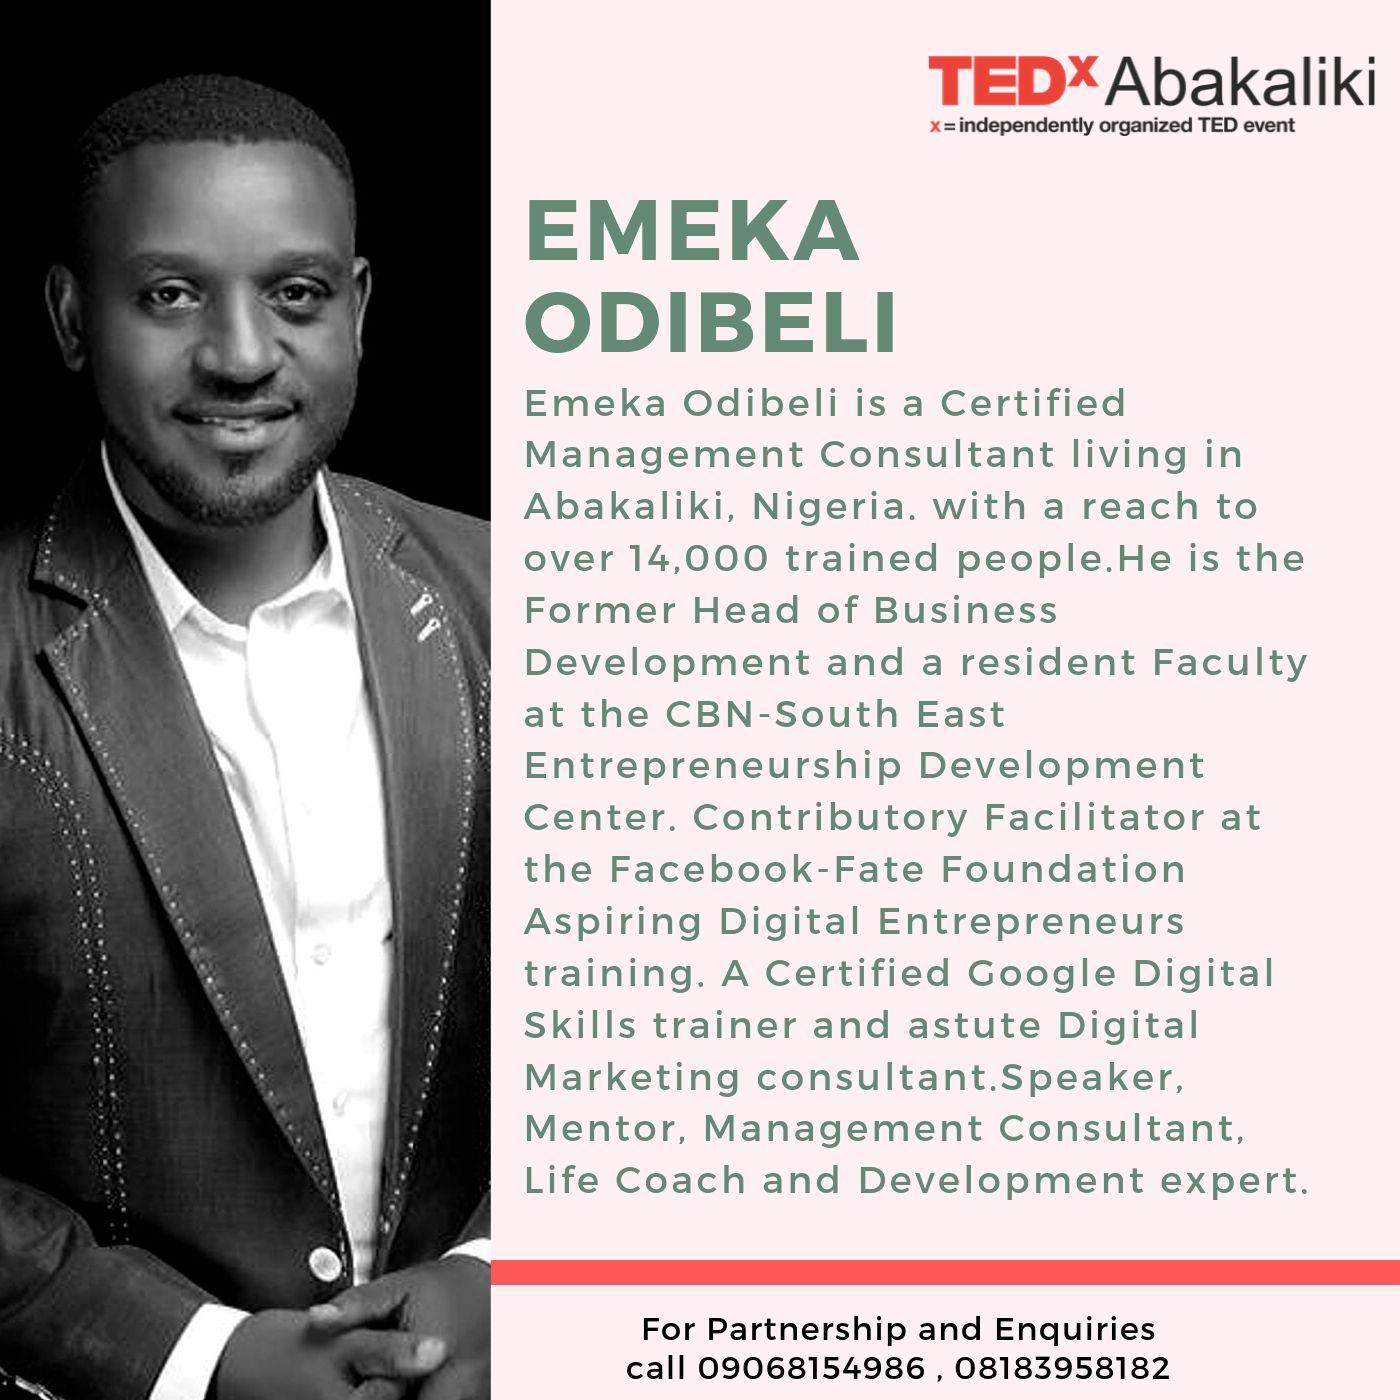 TEDx Abakaliki
x = independently organized TED event
EMEKA
ODIBELI
Emeka Odibeli is a Certified
Management Consultant living in
Abakaliki, Nigeria. with a reach to
over 14,000 trained people.He is the
Former Head of Business
Development and a resident Faculty
at the CBN-South East
Entrepreneurship Development
Center. Contributory Facilitator at
the Facebook-Fate Foundation
Aspiring Digital Entrepreneurs
training. A Certified Google Digital
Skills trainer and astute Digital
Marketing consultant.Speaker,
Mentor, Management Consultant,
Life Coach and Development expert.
For Partnership and Enquiries
call 09068154986 , 08183958182